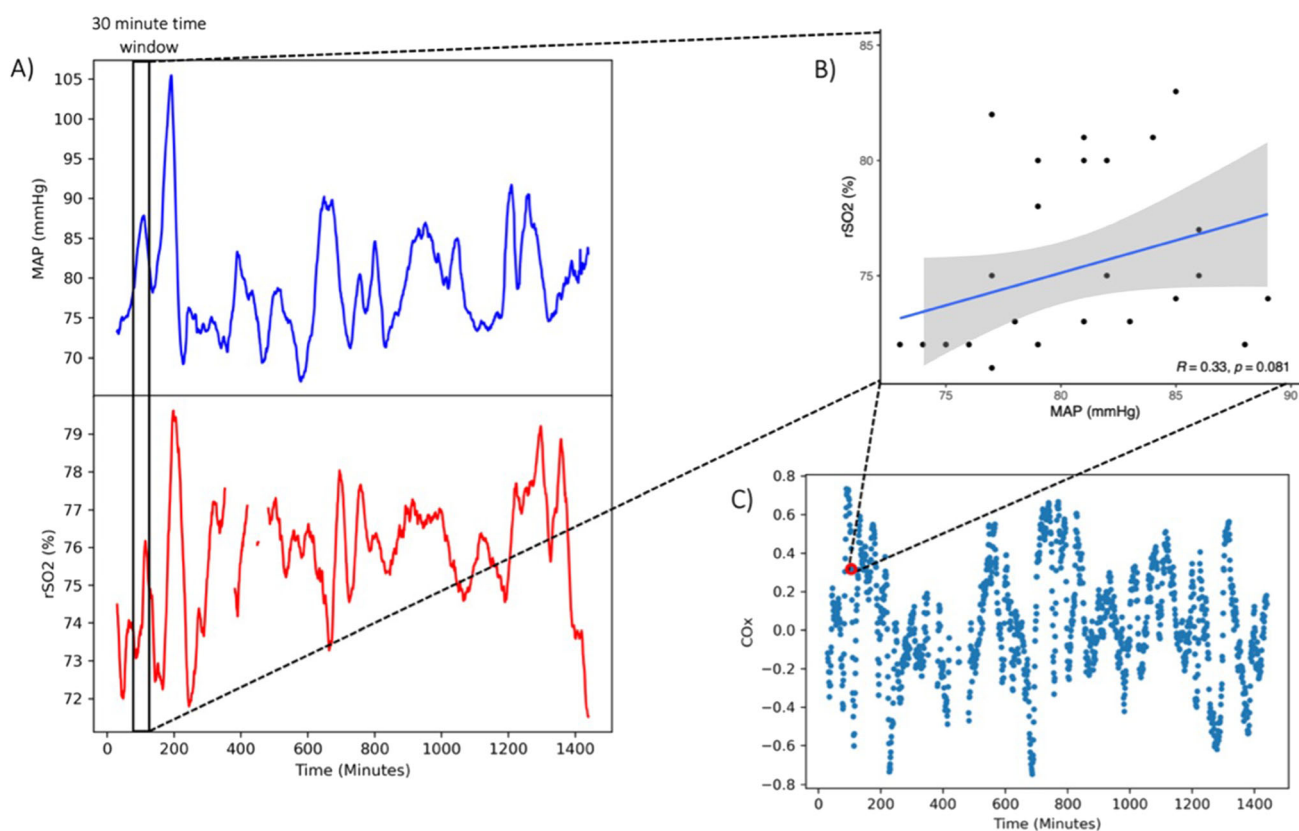 30 minute time
window
A)
105
100
95
90
85
80
75
70
MAP (mmHg)
79
78
77
76
75
74
73
72
rSO2 (%)
0 200 400 600 800 1000 1200 1400
Time (Minutes)
B)
85
80
75
rSO2 (%)
R = 0.33, p = 0.081
75 80 85 90
MAP (mmHg)
C)
0.8
0.6
0.4
0.2
0.0
−0.2
−0.4
−0.6
−0.8
COx
0 200 400 600 800 1000 1200 1400
Time (Minutes)